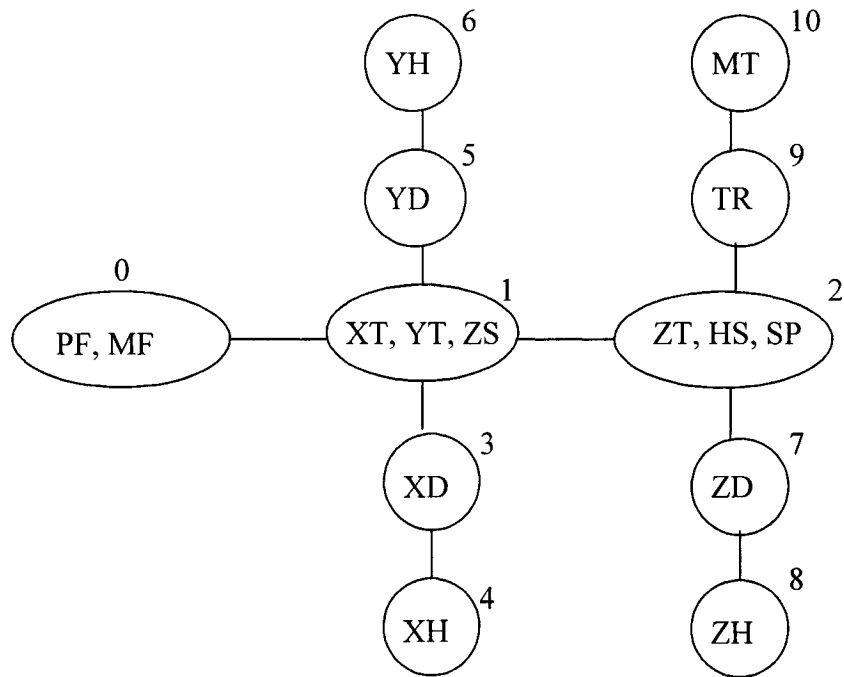 6
10
YH
MT
5
9
YD
TR
0
1
2
PF, MF
XT, YT, ZS
ZT, HS, SP
3
7
XD
ZD
4
8
XH
ZH